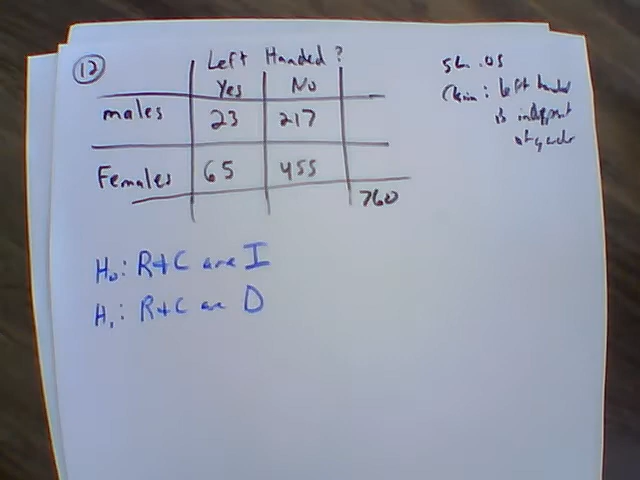 12
Left Handed?
Yes No
males 23 217
Females 65 455
760
SL .05
Claim: Left handed
is independent
of gender
H₀: R+C are I
H₁: R+C are D